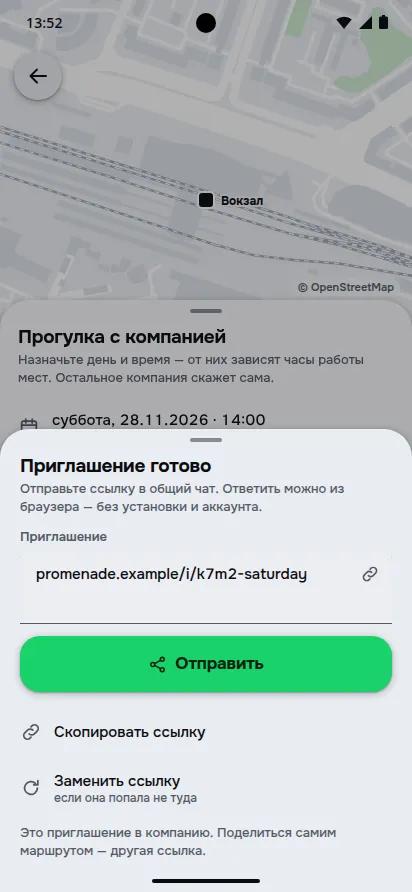 13:52
Вокзал
© OpenStreetMap
Прогулка с компанией
Назначьте день и время — от них зависят часы работы
мест. Остальное компания скажет сама.
суббота, 28.11.2026 · 14:00
Приглашение готово
Отправьте ссылку в общий чат. Ответить можно из
браузера — без установки и аккаунта.
Приглашение
promenade.example/i/k7m2-saturday
Отправить
Скопировать ссылку
Заменить ссылку
если она попала не туда
Это приглашение в компанию. Поделиться самим
маршрутом — другая ссылка.